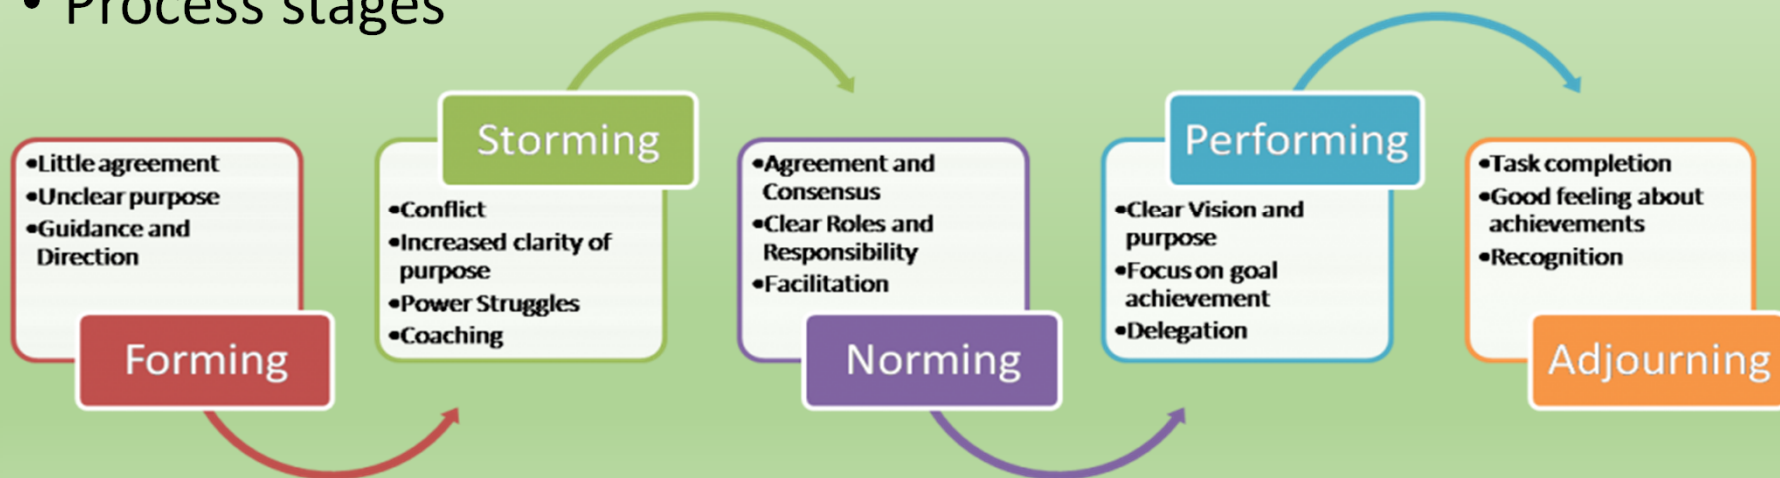 • Process stages
•Little agreement
•Unclear purpose
•Guidance and
Direction
Forming
Storming
•Conflict
•Increased clarity of
purpose
•Power Struggles
•Coaching
•Agreement and
Consensus
•Clear Roles and
Responsibility
•Facilitation
Norming
Performing
•Clear Vision and
purpose
•Focus on goal
achievement
•Delegation
•Task completion
•Good feeling about
achievements
•Recognition
Adjourning